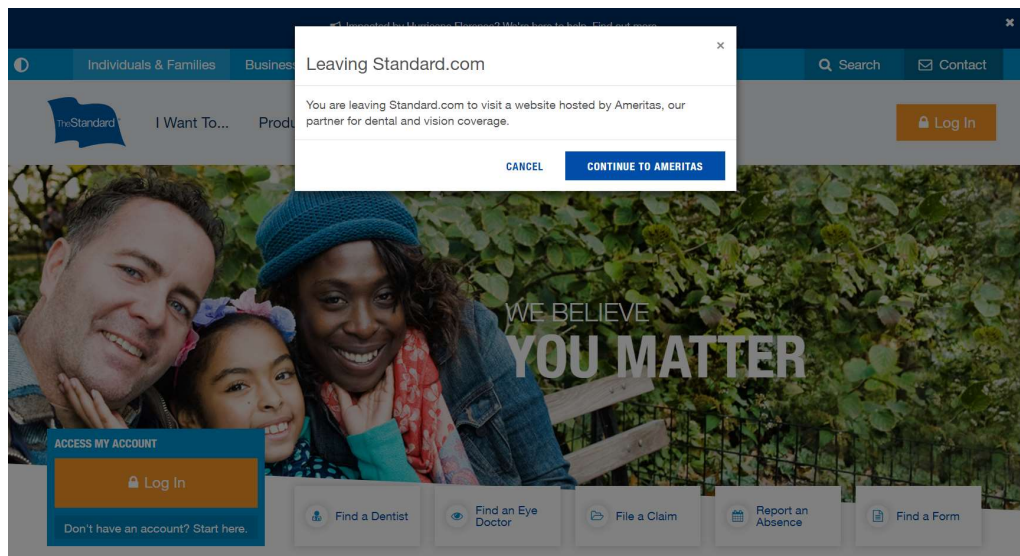 Impacted by Hurricane Florence? We're here to help. Find out more.
Individuals & Families
Business
Search
Contact
TheStandard
I Want To...
Produ
Log In
Leaving Standard.com
You are leaving Standard.com to visit a website hosted by Ameritas, our
partner for dental and vision coverage.
CANCEL
CONTINUE TO AMERITAS
WE BELIEVE
YOU MATTER
ACCESS MY ACCOUNT
Log In
Don't have an account? Start here.
Find a Dentist
Find an Eye
Doctor
File a Claim
Report an
Absence
Find a Form